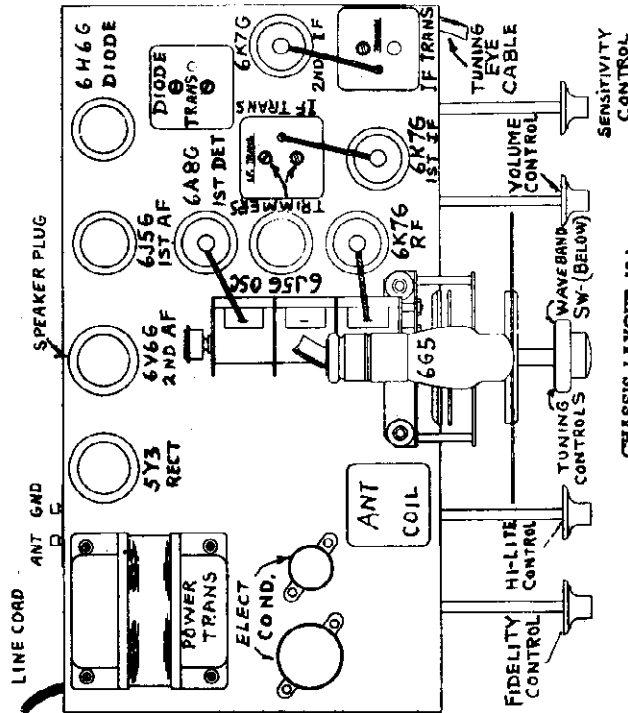 LINE CORD
ANT GND
SPEAKER PLUG
POWER
TRANS
5Y3
RECT
6V6G
2ND AF
6J5G
1ST AF
6H6G
DIODE
DIODE
TRANS
6A8G
1ST DET
6K7G
2ND IF
IF TRANS
TRIMMERS
6J5G OSC
6K7G
RF
6K7G
1ST IF
IF TRANS
TUNING
EYE
CABLE
ELECT
COND.
ANT
COIL
6G5
FIDELITY
CONTROL
HI-LITE
CONTROL
TUNING
CONTROLS
WAVEBAND
SW-(BELOW)
VOLUME
CONTROL
SENSITIVITY
CONTROL
CHASSIS LAYOUT